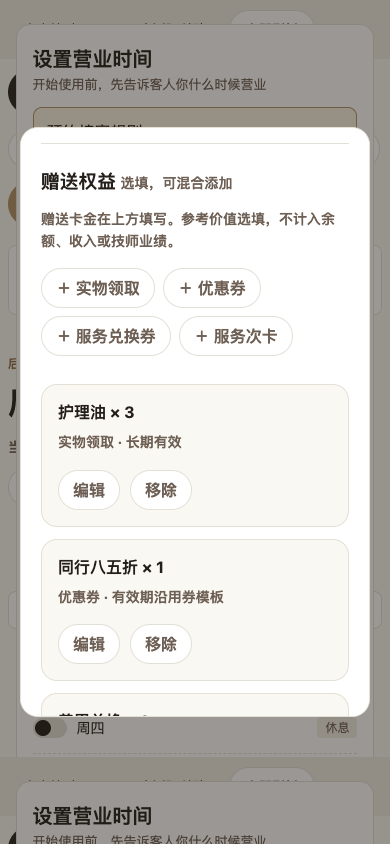 设置营业时间
开始使用前，先告诉客人你什么时候营业
赠送权益 选填，可混合添加
赠送卡金在上方填写。参考价值选填，不计入余
额、收入或技师业绩。
+ 实物领取
+ 优惠券
+ 服务兑换券
+ 服务次卡
护理油 × 3
实物领取 · 长期有效
编辑
移除
同行八五折 × 1
优惠券 · 有效期沿用券模板
编辑
移除
周四
休息
设置营业时间
开始使用前，先告诉客人你什么时候营业